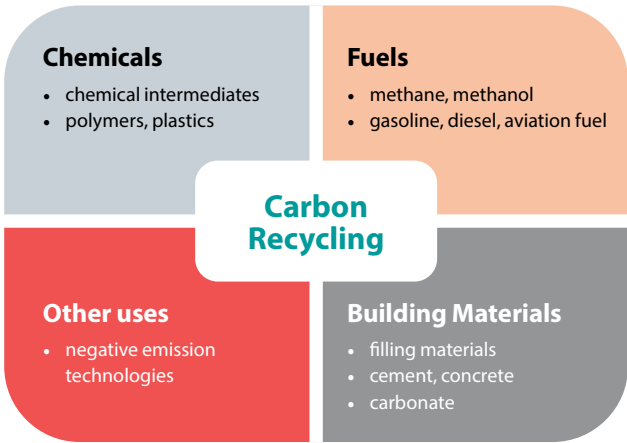 Chemicals
• chemical intermediates
• polymers, plastics
Fuels
• methane, methanol
• gasoline, diesel, aviation fuel
Carbon
Recycling
Other uses
• negative emission
technologies
Building Materials
• filling materials
• cement, concrete
• carbonate